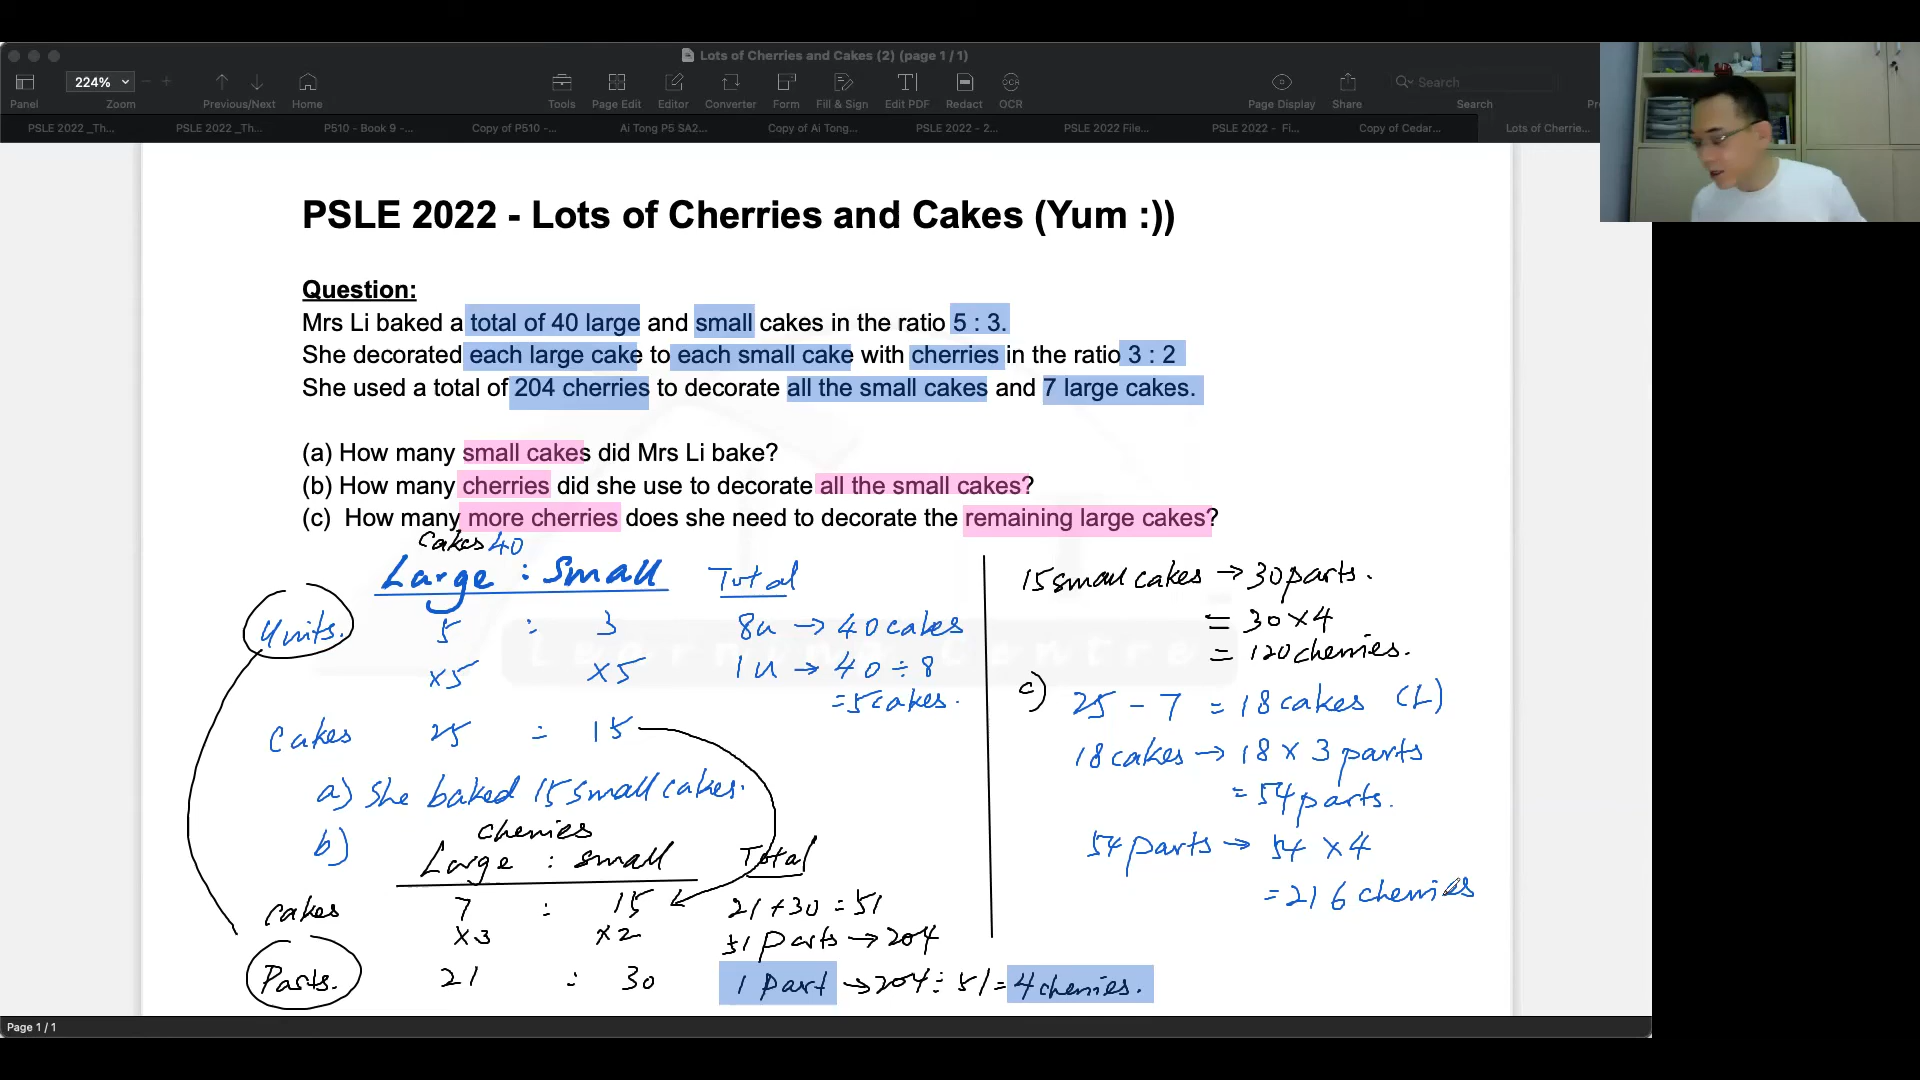 Lots of Cherries and Cakes (2) (page 1 / 1)
224%
Search
Panel Zoom Previous/Next Home Tools Page Edit Editor Converter Form Fill & Sign Edit PDF Redact OCR Page Display Share Search
PSLE 2022 _Th... PSLE 2022 _Th... P510 - Book 9 -... Copy of P510 -... Ai Tong P5 SA2... Copy of Ai Tong... PSLE 2022 - 2... PSLE 2022 File... PSLE 2022 - Fi... Copy of Cedar... Lots of Cherrie...
PSLE 2022 - Lots of Cherries and Cakes (Yum :))
Question:
Mrs Li baked a total of 40 large and small cakes in the ratio 5 : 3.
She decorated each large cake to each small cake with cherries in the ratio 3 : 2
She used a total of 204 cherries to decorate all the small cakes and 7 large cakes.
(a) How many small cakes did Mrs Li bake?
(b) How many cherries did she use to decorate all the small cakes?
(c) How many more cherries does she need to decorate the remaining large cakes?
Cakes 40
Large : Small Total
Units. 5 : 3 8u → 40 cakes
×5 ×5 1u → 40 ÷ 8
= 5 cakes.
Cakes 25 : 15
a) She baked 15 small cakes.
b) cherries
Large : small Total
Cakes 7 : 15 21 + 30 = 51
×3 ×2 51 parts → 204
Parts. 21 : 30 1 part → 204 ÷ 51 = 4 cherries.
15 small cakes → 30 parts.
= 30 × 4
= 120 cherries.
c) 25 - 7 = 18 cakes (L)
18 cakes → 18 × 3 parts
= 54 parts.
54 parts → 54 × 4
= 216 cherries
Learning Centre
Page 1 / 1